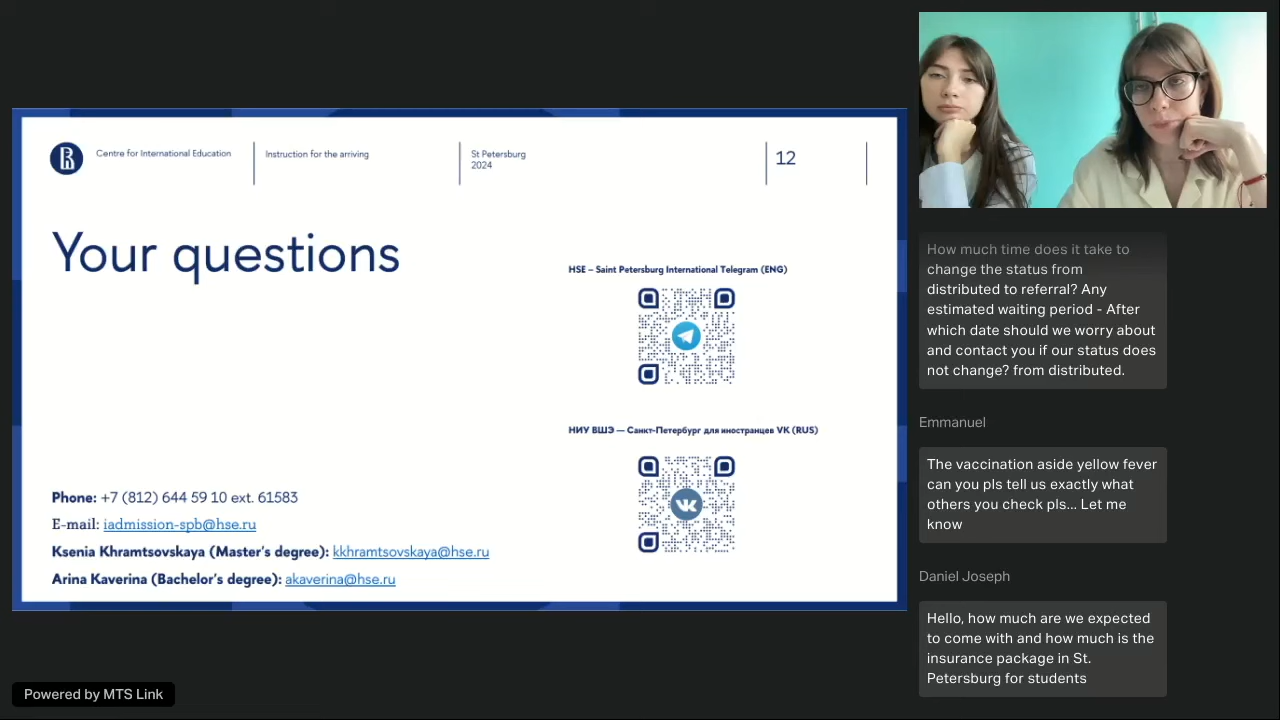 Centre for International Education
Instruction for the arriving
St Petersburg
2024
12
Your questions
HSE – Saint Petersburg International Telegram (ENG)
НИУ ВШЭ — Санкт-Петербург для иностранцев VK (RUS)
Phone: +7 (812) 644 59 10 ext. 61583
E-mail: iadmission-spb@hse.ru
Ksenia Khramtsovskaya (Master's degree): kkhramtsovskaya@hse.ru
Arina Kaverina (Bachelor's degree): akaverina@hse.ru
Powered by MTS Link
How much time does it take to
change the status from
distributed to referral? Any
estimated waiting period - After
which date should we worry about
and contact you if our status does
not change? from distributed.
Emmanuel
The vaccination aside yellow fever
can you pls tell us exactly what
others you check pls... Let me
know
Daniel Joseph
Hello, how much are we expected
to come with and how much is the
insurance package in St.
Petersburg for students